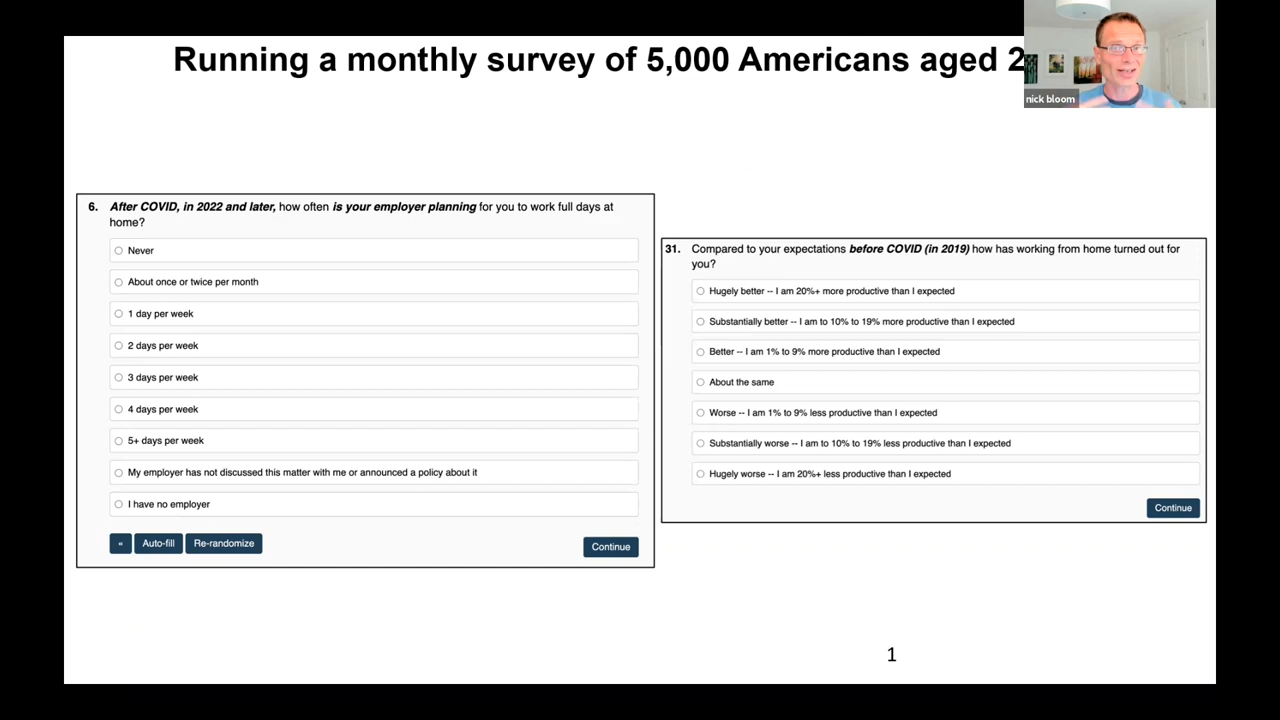 Running a monthly survey of 5,000 Americans aged 2
nick bloom
6. After COVID, in 2022 and later, how often is your employer planning for you to work full days at
home?
Never
About once or twice per month
1 day per week
2 days per week
3 days per week
4 days per week
5+ days per week
My employer has not discussed this matter with me or announced a policy about it
I have no employer
«
Auto-fill
Re-randomize
Continue
31. Compared to your expectations before COVID (in 2019) how has working from home turned out for
you?
Hugely better -- I am 20%+ more productive than I expected
Substantially better -- I am to 10% to 19% more productive than I expected
Better -- I am 1% to 9% more productive than I expected
About the same
Worse -- I am 1% to 9% less productive than I expected
Substantially worse -- I am to 10% to 19% less productive than I expected
Hugely worse -- I am 20%+ less productive than I expected
Continue
1